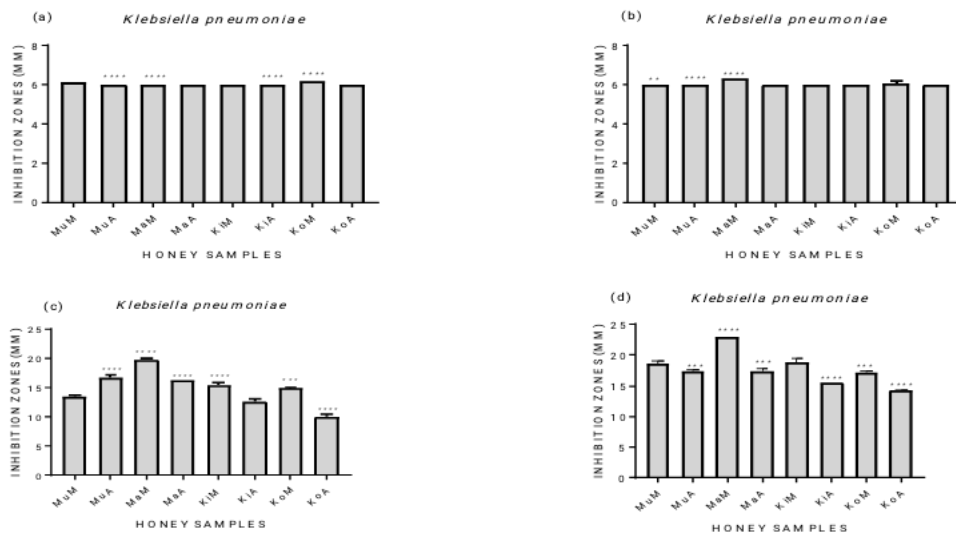 (a)
Klebsiella pneumoniae
INHIBITION ZONES (MM)
8
6
4
2
0
**** **** **** ****
MuM MuA MaM MaA KiM KiA KoM KoA
HONEY SAMPLES
(b)
Klebsiella pneumoniae
INHIBITION ZONES (MM)
8
6
4
2
0
** **** ****
MuM MuA MaM MaA KiM KiA KoM KoA
HONEY SAMPLES
(c)
Klebsiella pneumoniae
INHIBITION ZONES (MM)
25
20
15
10
5
0
**** **** **** **** *** ****
MuM MuA MaM MaA KiM KiA KoM KoA
HONEY SAMPLES
(d)
Klebsiella pneumoniae
INHIBITION ZONES (MM)
25
20
15
10
5
0
*** **** *** **** *** ****
MuM MuA MaM MaA KiM KiA KoM KoA
HONEY SAMPLES